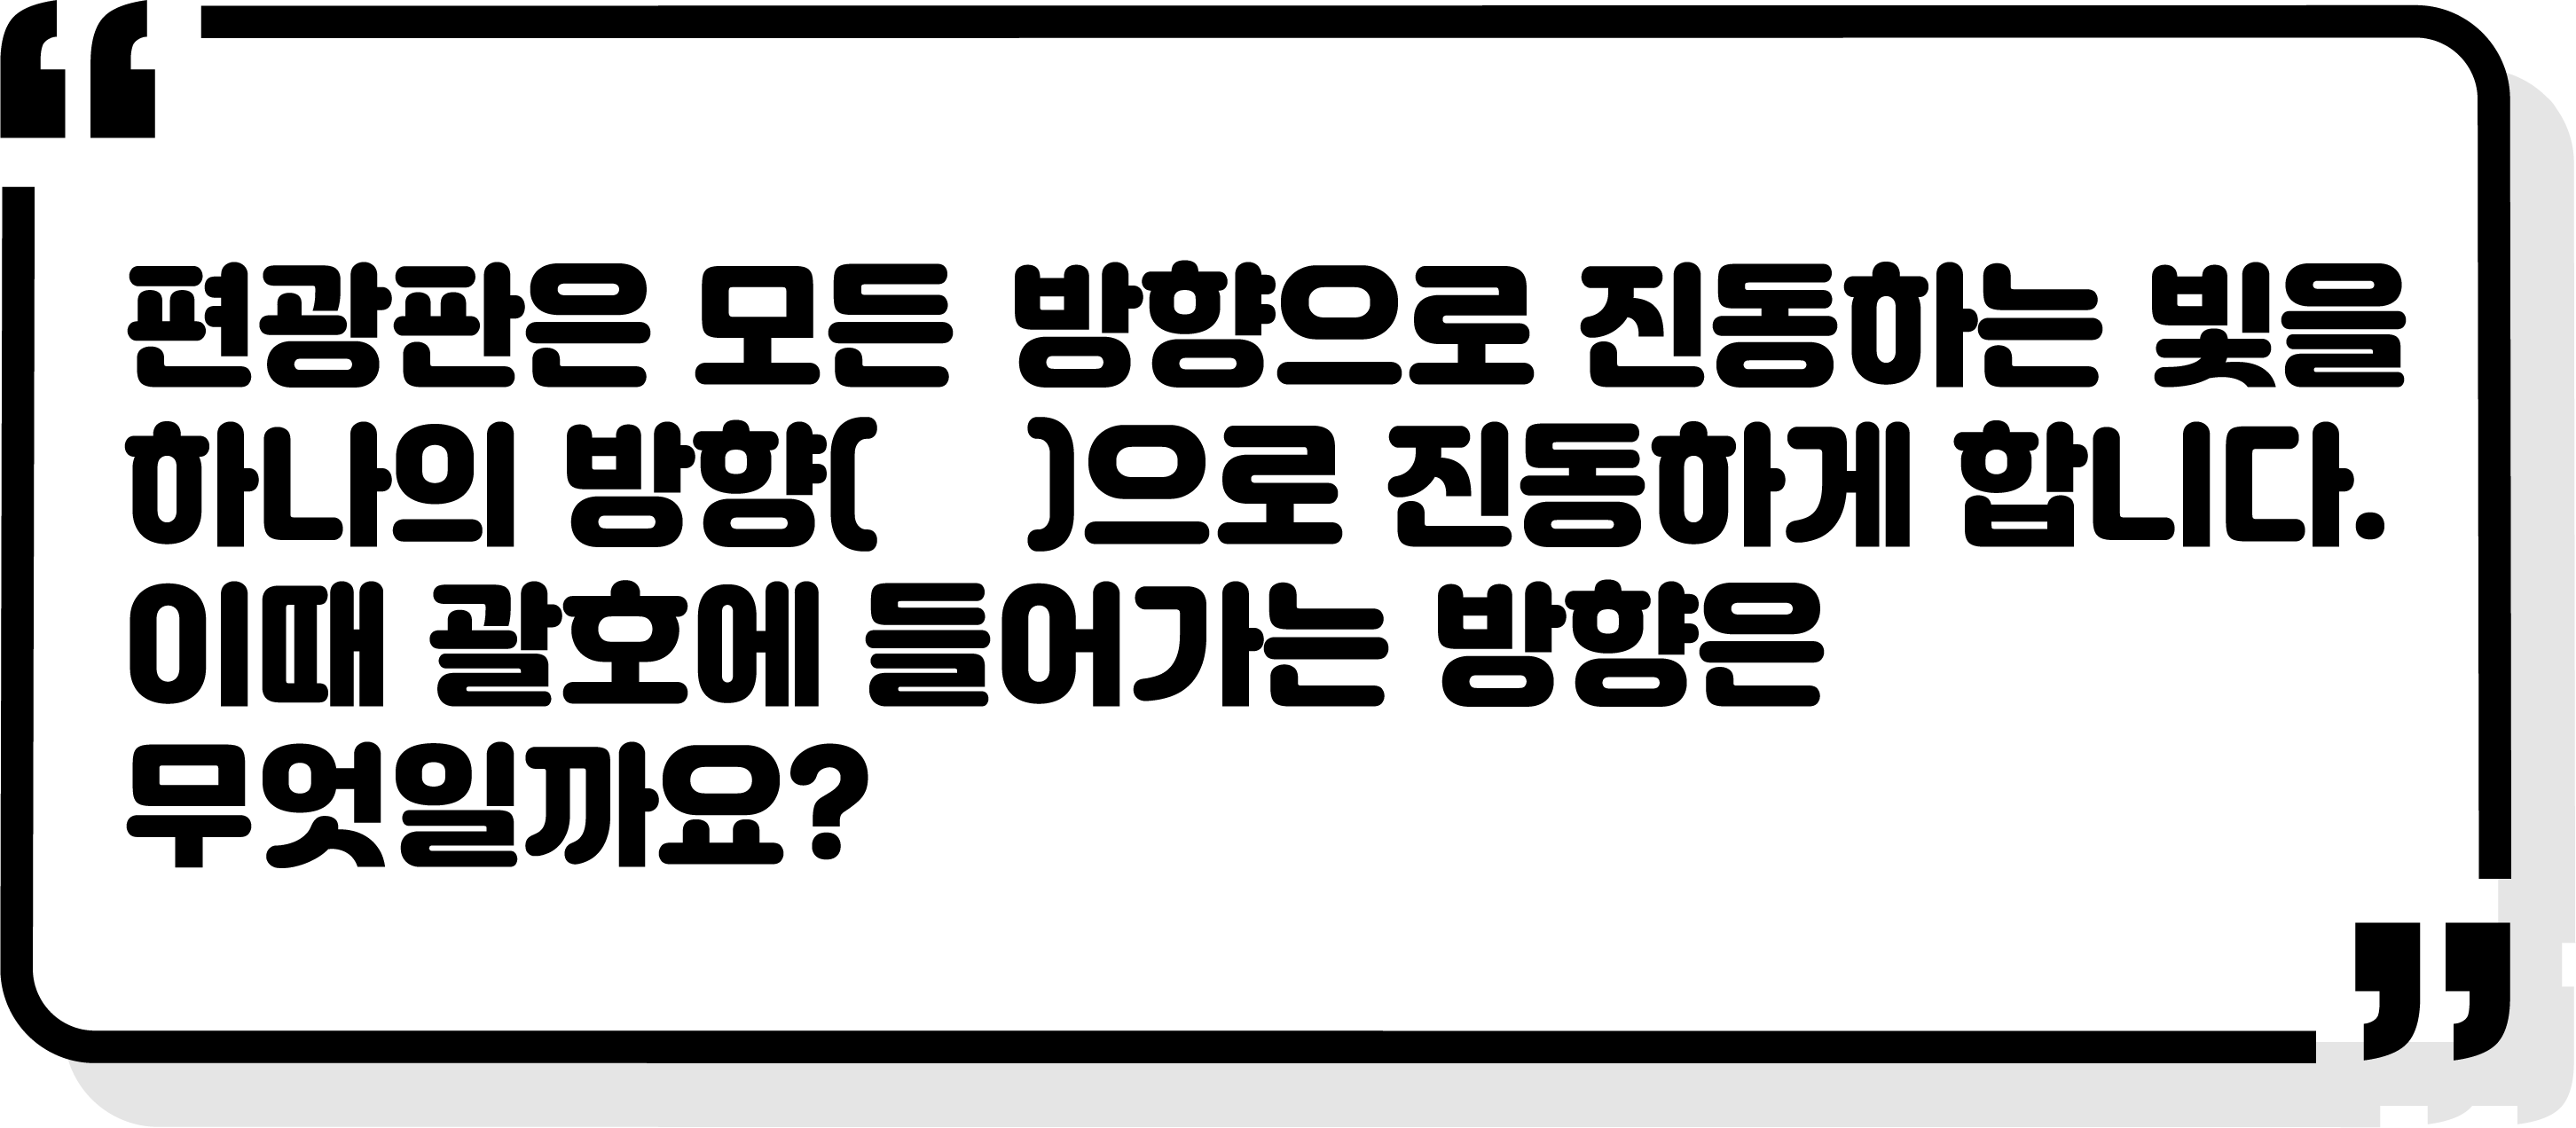 “
편광판은 모든 방향으로 진동하는 빛을
하나의 방향(    )으로 진동하게 합니다.
이때 괄호에 들어가는 방향은
무엇일까요?
”